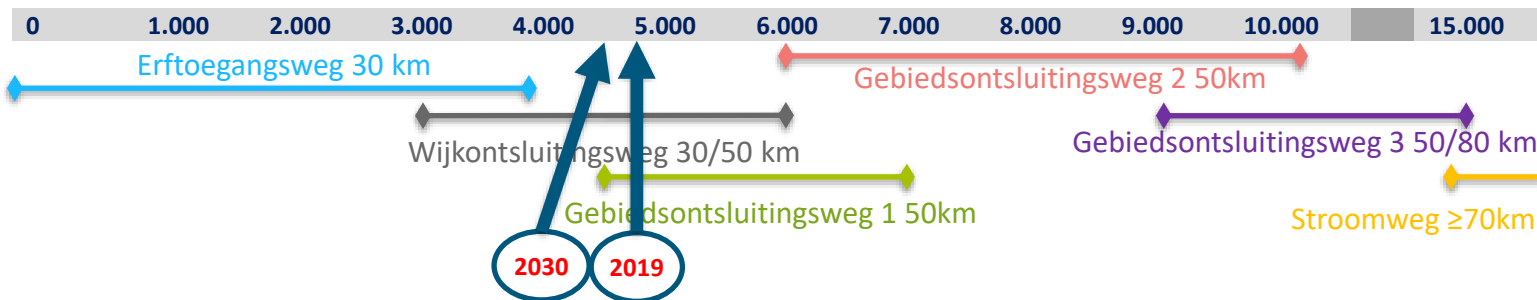 0 1.000 2.000 3.000 4.000 5.000 6.000 7.000 8.000 9.000 10.000 15.000
Erftoegangsweg 30 km
Gebiedsontsluitingsweg 2 50km
Wijkontsluitingsweg 30/50 km
Gebiedsontsluitingsweg 3 50/80 km
Gebiedsontsluitingsweg 1 50km
Stroomweg ≥70km
2030
2019